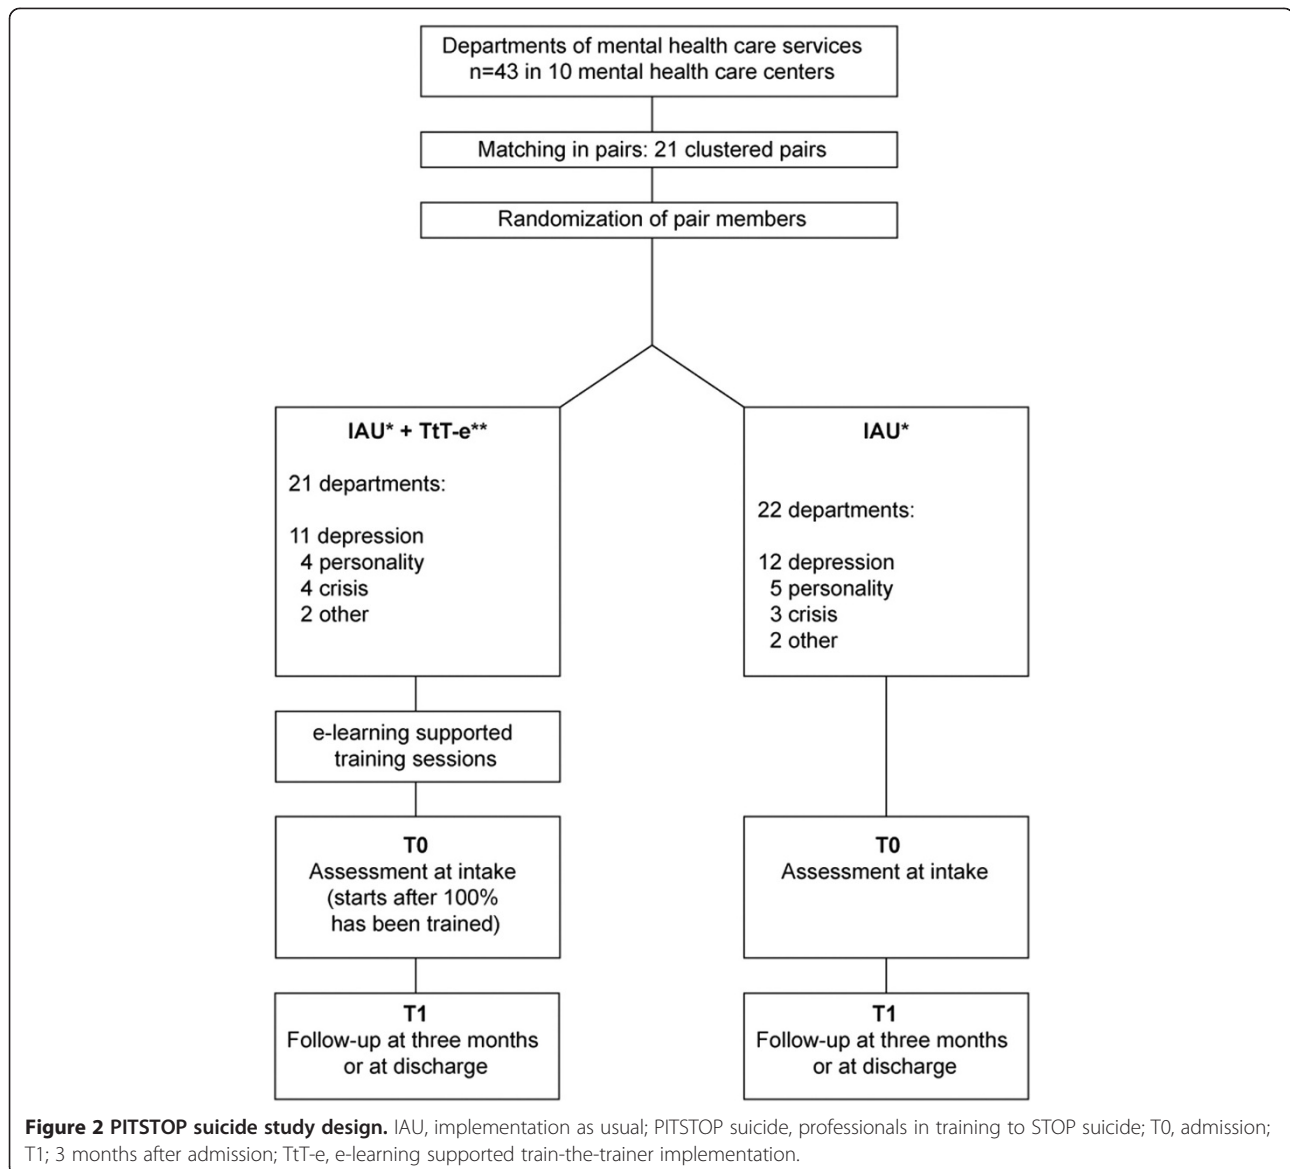 Departments of mental health care services
n=43 in 10 mental health care centers
Matching in pairs: 21 clustered pairs
Randomization of pair members
IAU* + TtT-e**
21 departments:
11 depression
4 personality
4 crisis
2 other
IAU*
22 departments:
12 depression
5 personality
3 crisis
2 other
e-learning supported
training sessions
T0
Assessment at intake
(starts after 100%
has been trained)
T0
Assessment at intake
T1
Follow-up at three months
or at discharge
T1
Follow-up at three months
or at discharge
Figure 2 PITSTOP suicide study design. IAU, implementation as usual; PITSTOP suicide, professionals in training to STOP suicide; T0, admission;
T1; 3 months after admission; TtT-e, e-learning supported train-the-trainer implementation.